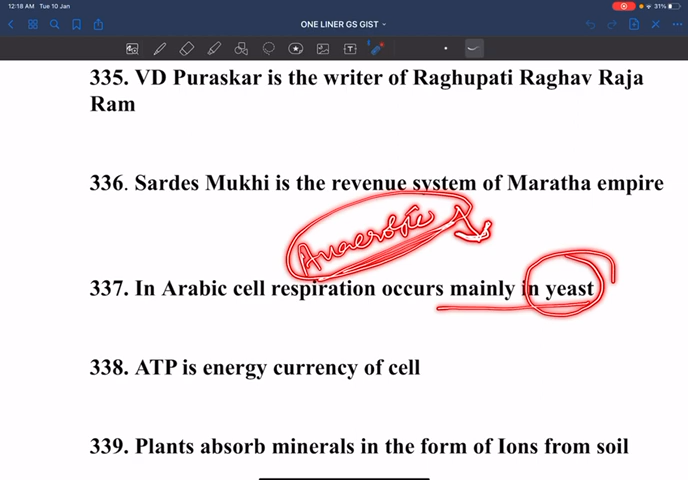 12:18 AM Tue 10 Jan 31%
ONE LINER GS GIST
335. VD Puraskar is the writer of Raghupati Raghav Raja
Ram
336. Sardes Mukhi is the revenue system of Maratha empire
Anaerobic
337. In Arabic cell respiration occurs mainly in yeast
338. ATP is energy currency of cell
339. Plants absorb minerals in the form of Ions from soil